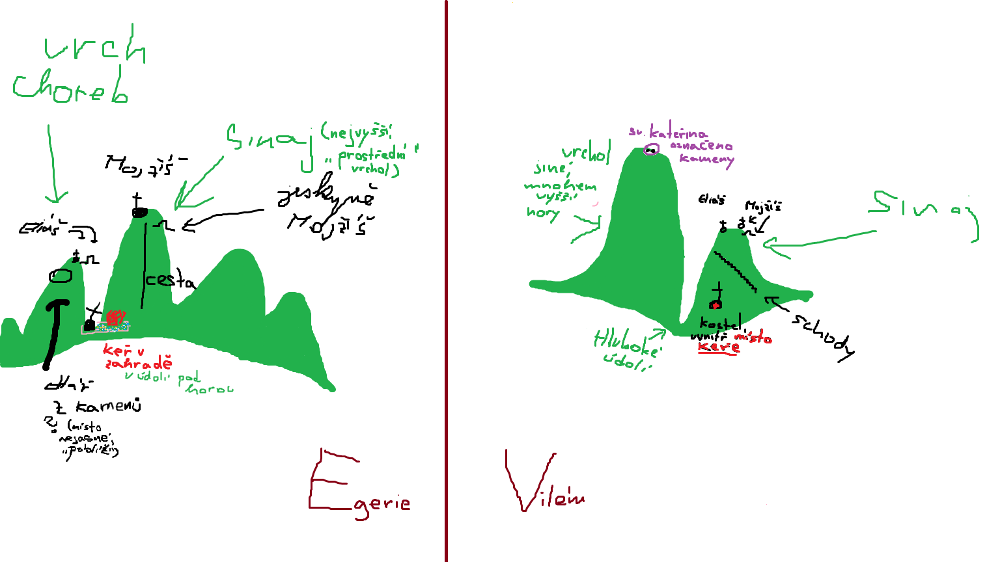 vrch
Choreb
Sinaj (nejvyšší,
„prostřední“
vrchol)
Mojžíš
jeskyně
Mojžíš
Eliáš
cesta
keř v
zahradě
v údolí pod
horou
oltář
z kamenů
? (místo
nejasné,
„poblíž“)
Egerie
sv. Kateřina
označeno
kameny
vrchol
jiné,
mnohem
vyšší
hory
Eliáš
Mojžíš
Sinaj
schody
kostel,
uvnitř místo
keře
Hluboké
údolí
Vilém